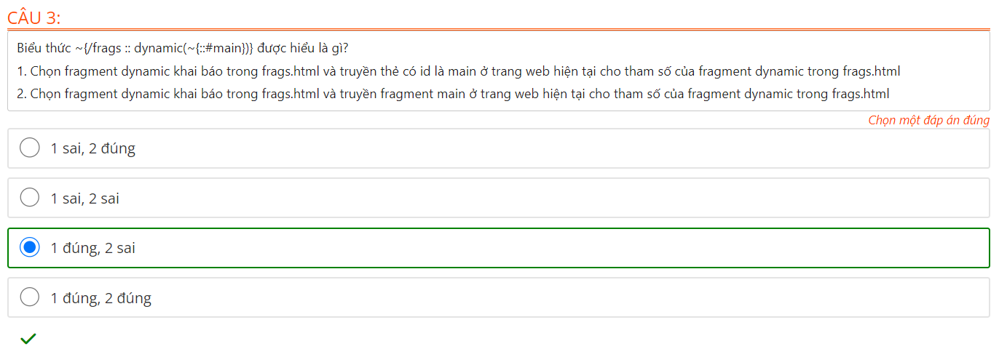 CÂU 3:
Biểu thức ~{/frags :: dynamic(~{::#main})} được hiểu là gì?
1. Chọn fragment dynamic khai báo trong frags.html và truyền thẻ có id là main ở trang web hiện tại cho tham số của fragment dynamic trong frags.html
2. Chọn fragment dynamic khai báo trong frags.html và truyền fragment main ở trang web hiện tại cho tham số của fragment dynamic trong frags.html
Chọn một đáp án đúng
1 sai, 2 đúng
1 sai, 2 sai
1 đúng, 2 sai
1 đúng, 2 đúng